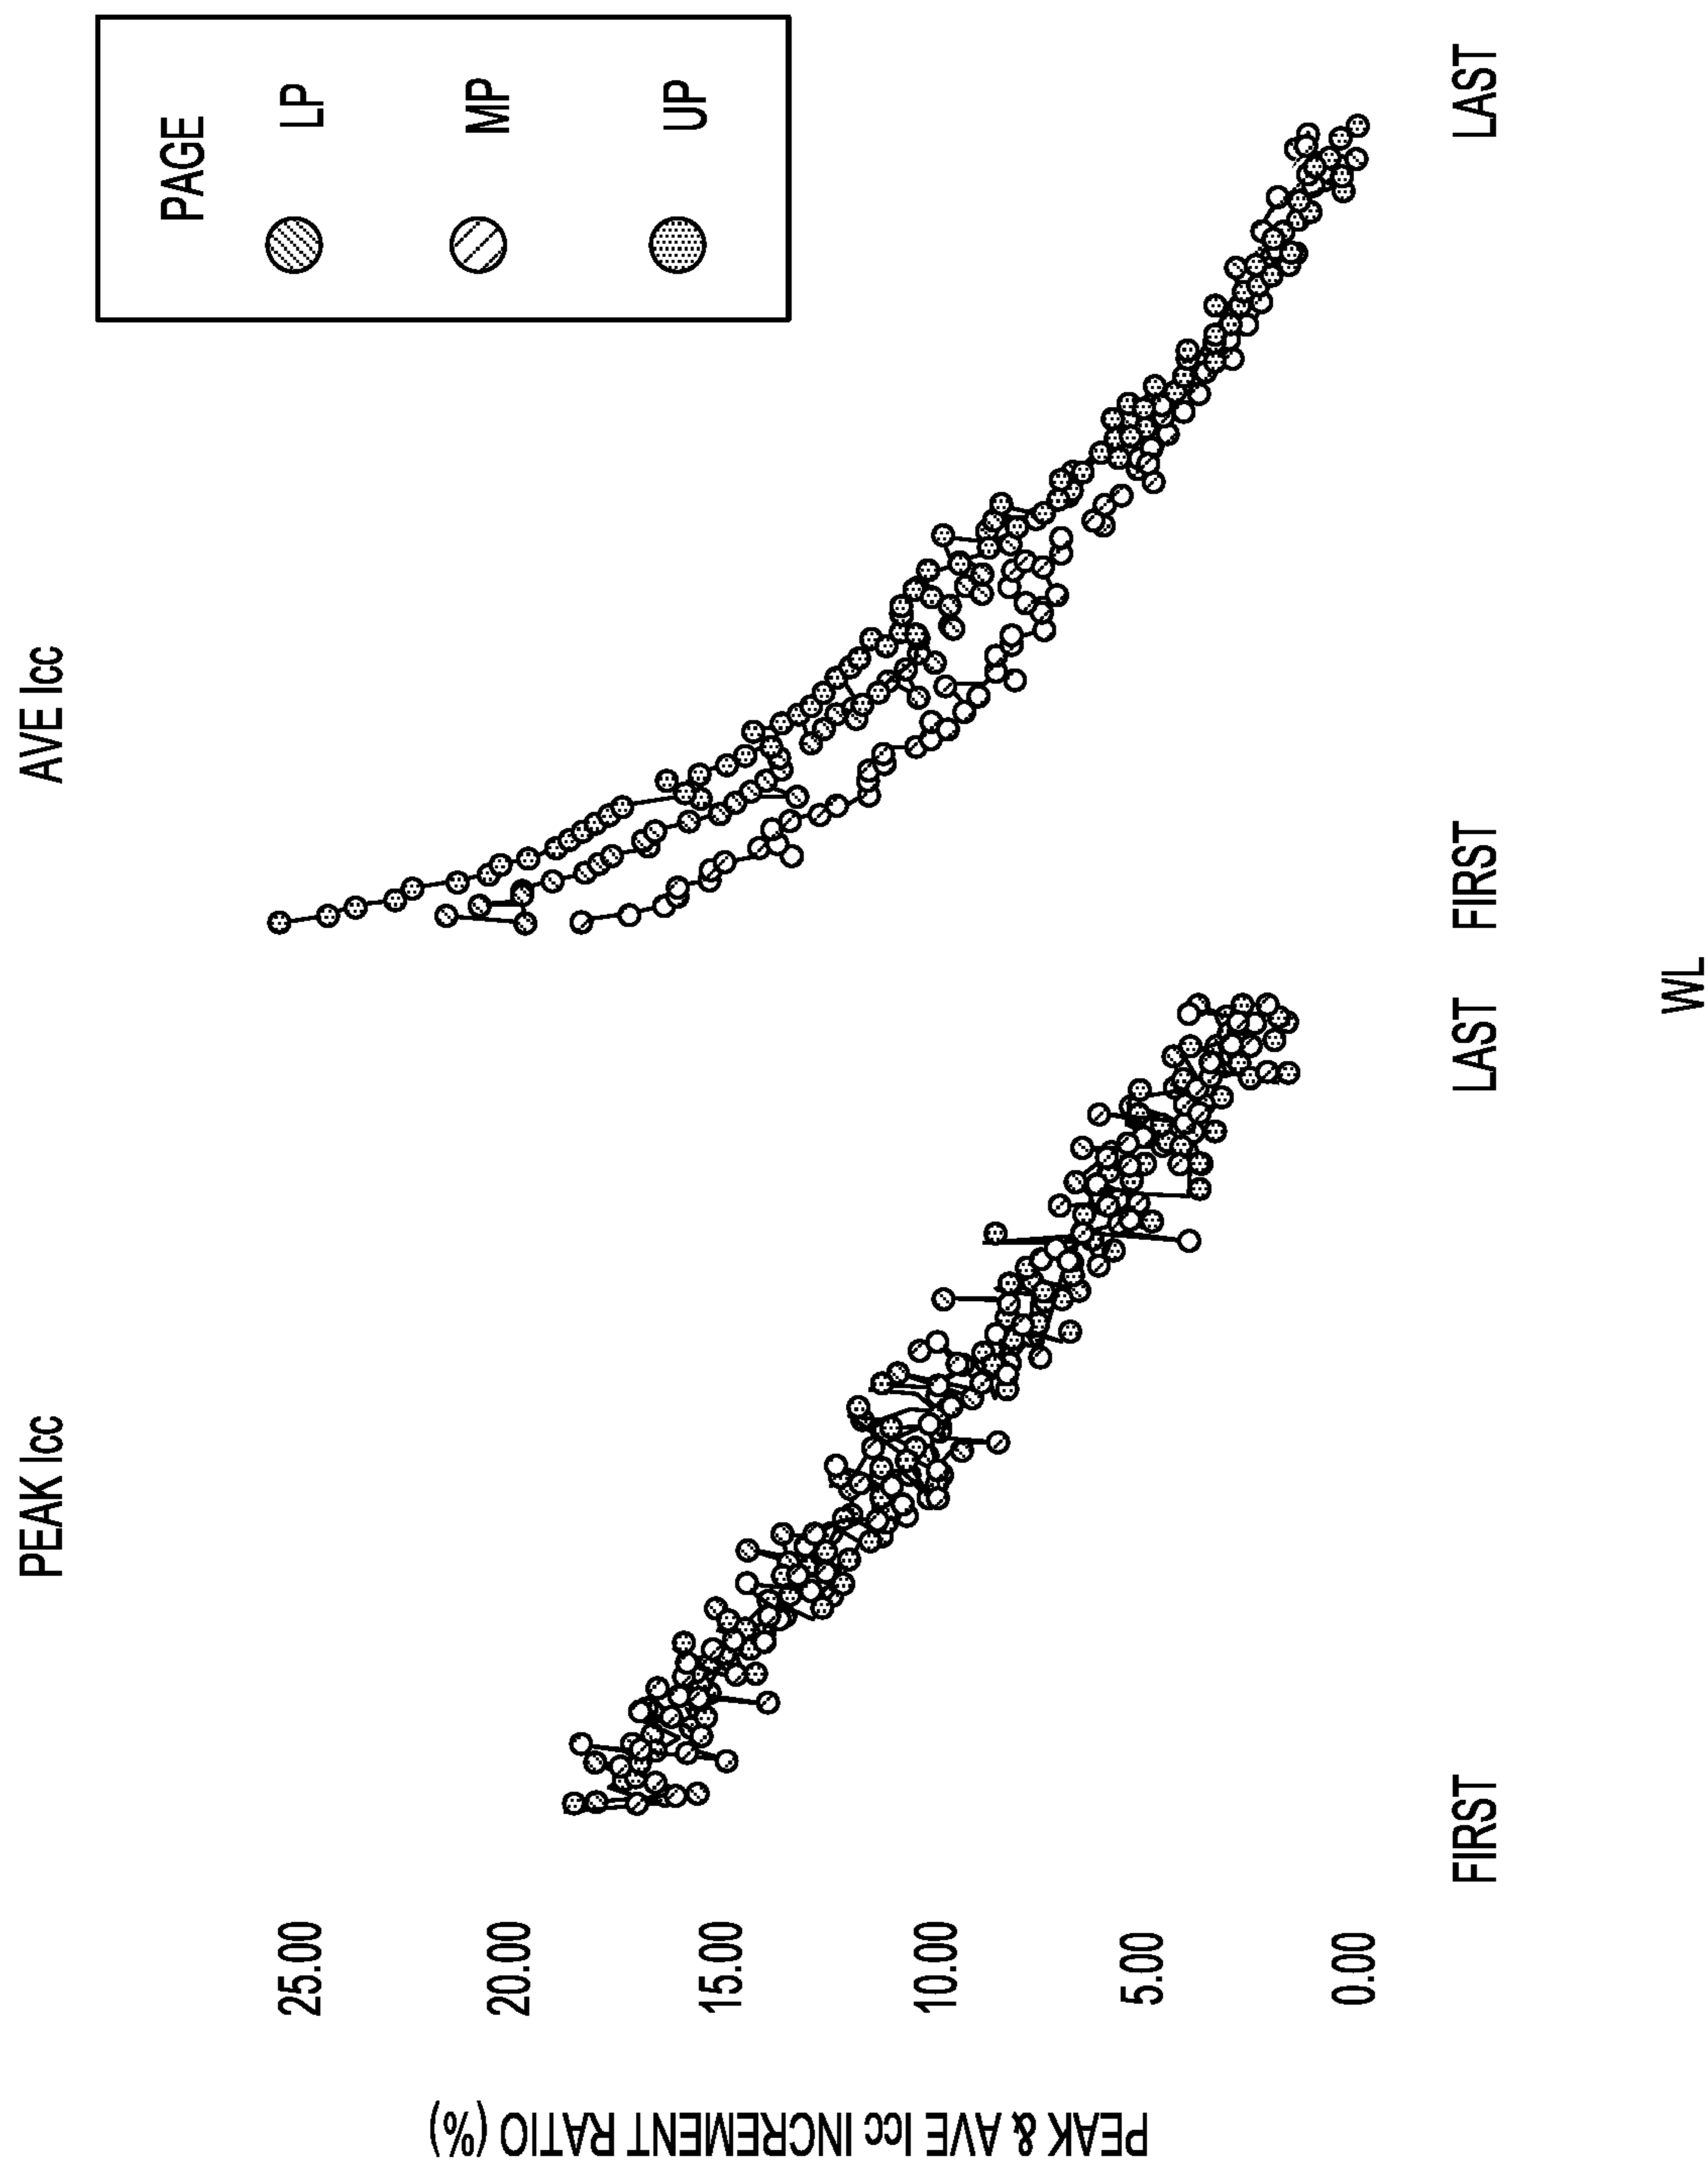 PEAK Icc
AVE Icc
PAGE
LP
MP
UP
PEAK & AVE Icc INCREMENT RATIO (%)
25.00
20.00
15.00
10.00
5.00
0.00
FIRST
LAST
FIRST
LAST
WL